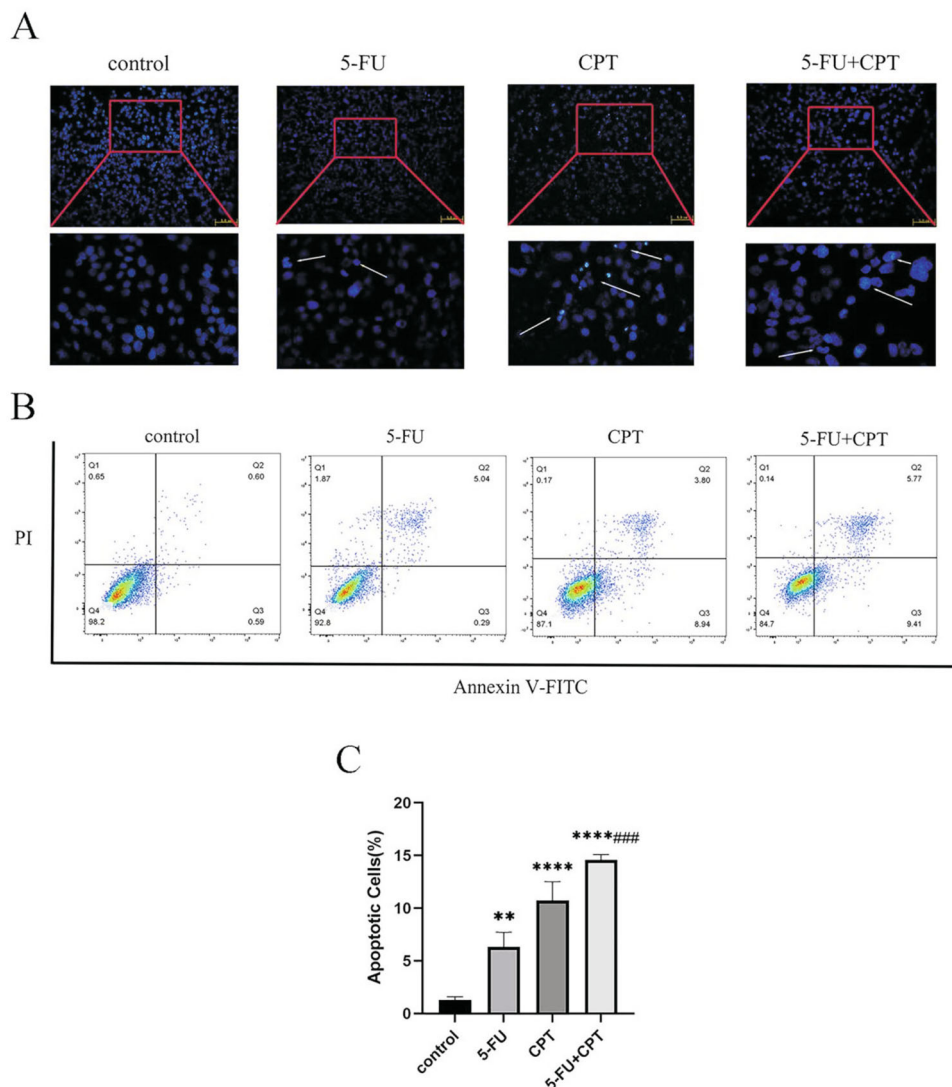 A
control 5-FU CPT 5-FU+CPT
B
control 5-FU CPT 5-FU+CPT
Q1 Q2 Q1 Q2 Q1 Q2 Q1 Q2
0.65 0.60 1.87 5.04 0.17 3.80 0.14 5.77
PI
Q4 Q3 Q4 Q3 Q4 Q3 Q4 Q3
98.2 0.59 92.8 0.29 87.1 8.94 84.7 9.41
Annexin V-FITC
C
20
****###
15
****
10
**
5
0
Apoptotic Cells(%)
control 5-FU CPT 5-FU+CPT